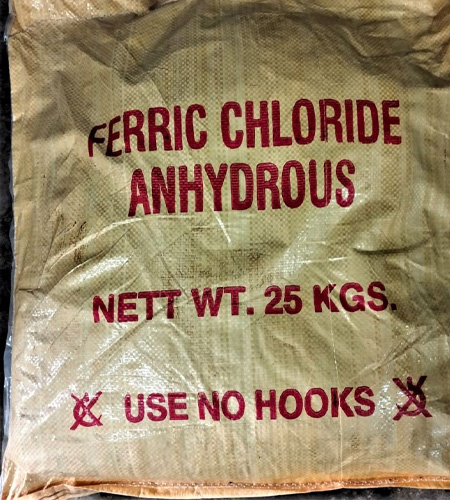 FERRIC CHLORIDE
ANHYDROUS
NETT WT. 25 KGS.
USE NO HOOKS